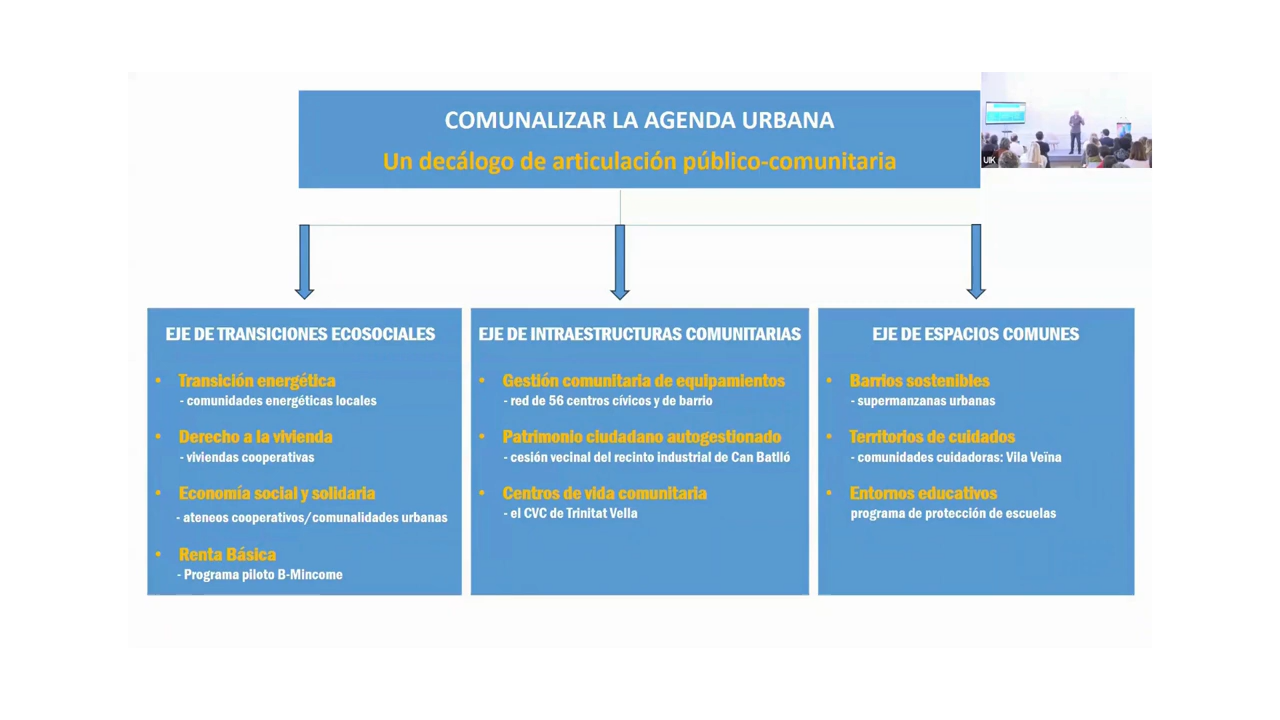 COMUNALIZAR LA AGENDA URBANA
Un decálogo de articulación público-comunitaria
UIK
EJE DE TRANSICIONES ECOSOCIALES
• Transición energética
- comunidades energéticas locales
• Derecho a la vivienda
- viviendas cooperativas
• Economía social y solidaria
- ateneos cooperativos/comunalidades urbanas
• Renta Básica
- Programa piloto B-Mincome
EJE DE INTRAESTRUCTURAS COMUNITARIAS
• Gestión comunitaria de equipamientos
- red de 56 centros cívicos y de barrio
• Patrimonio ciudadano autogestionado
- cesión vecinal del recinto industrial de Can Batlló
• Centros de vida comunitaria
- el CVC de Trinitat Vella
EJE DE ESPACIOS COMUNES
• Barrios sostenibles
- supermanzanas urbanas
• Territorios de cuidados
- comunidades cuidadoras: Vila Veïna
• Entornos educativos
programa de protección de escuelas